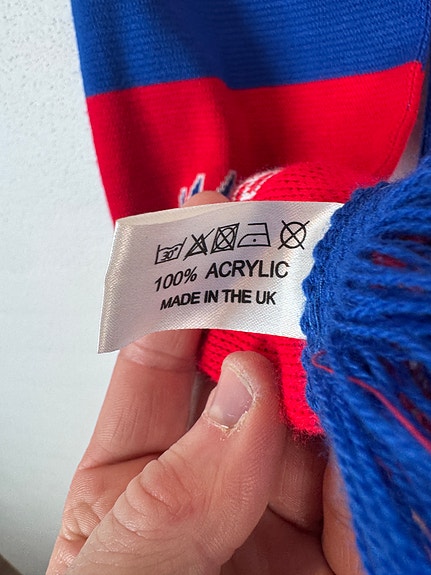 30°
100% ACRYLIC
MADE IN THE UK